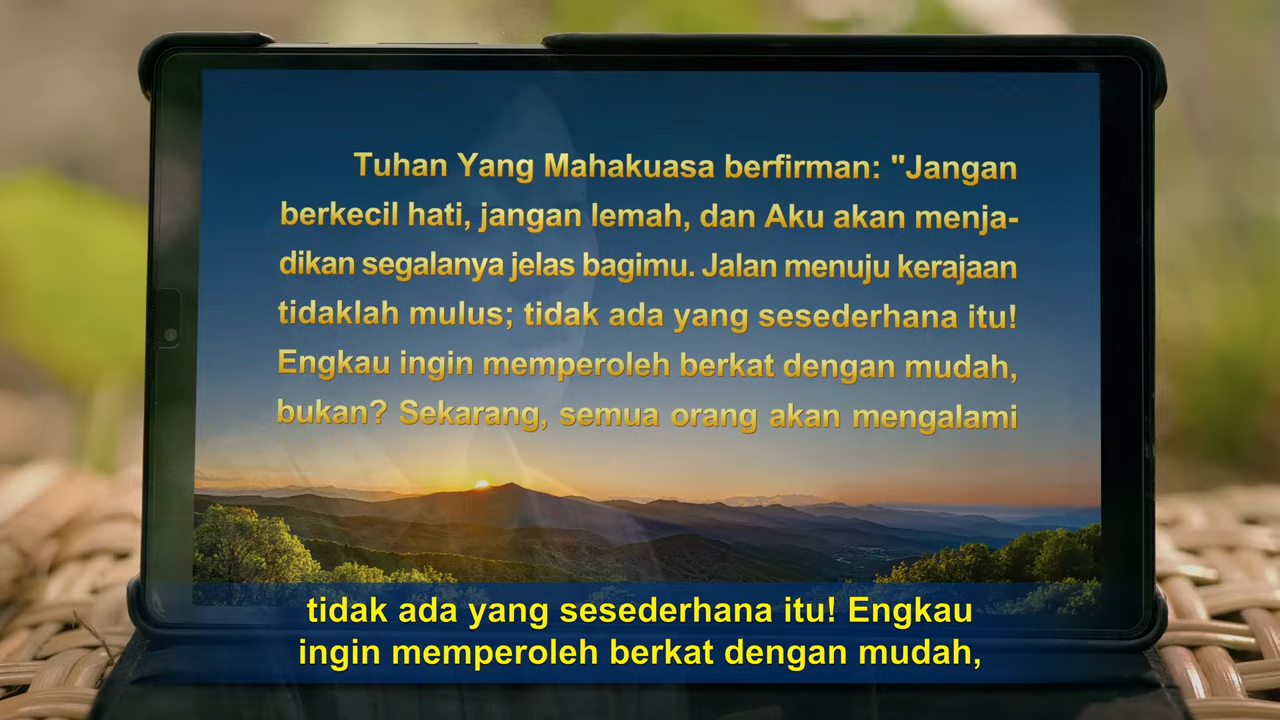 Tuhan Yang Mahakuasa berfirman: "Jangan
berkecil hati, jangan lemah, dan Aku akan menja-
dikan segalanya jelas bagimu. Jalan menuju kerajaan
tidaklah mulus; tidak ada yang sesederhana itu!
Engkau ingin memperoleh berkat dengan mudah,
bukan? Sekarang, semua orang akan mengalami
tidak ada yang sesederhana itu! Engkau
ingin memperoleh berkat dengan mudah,